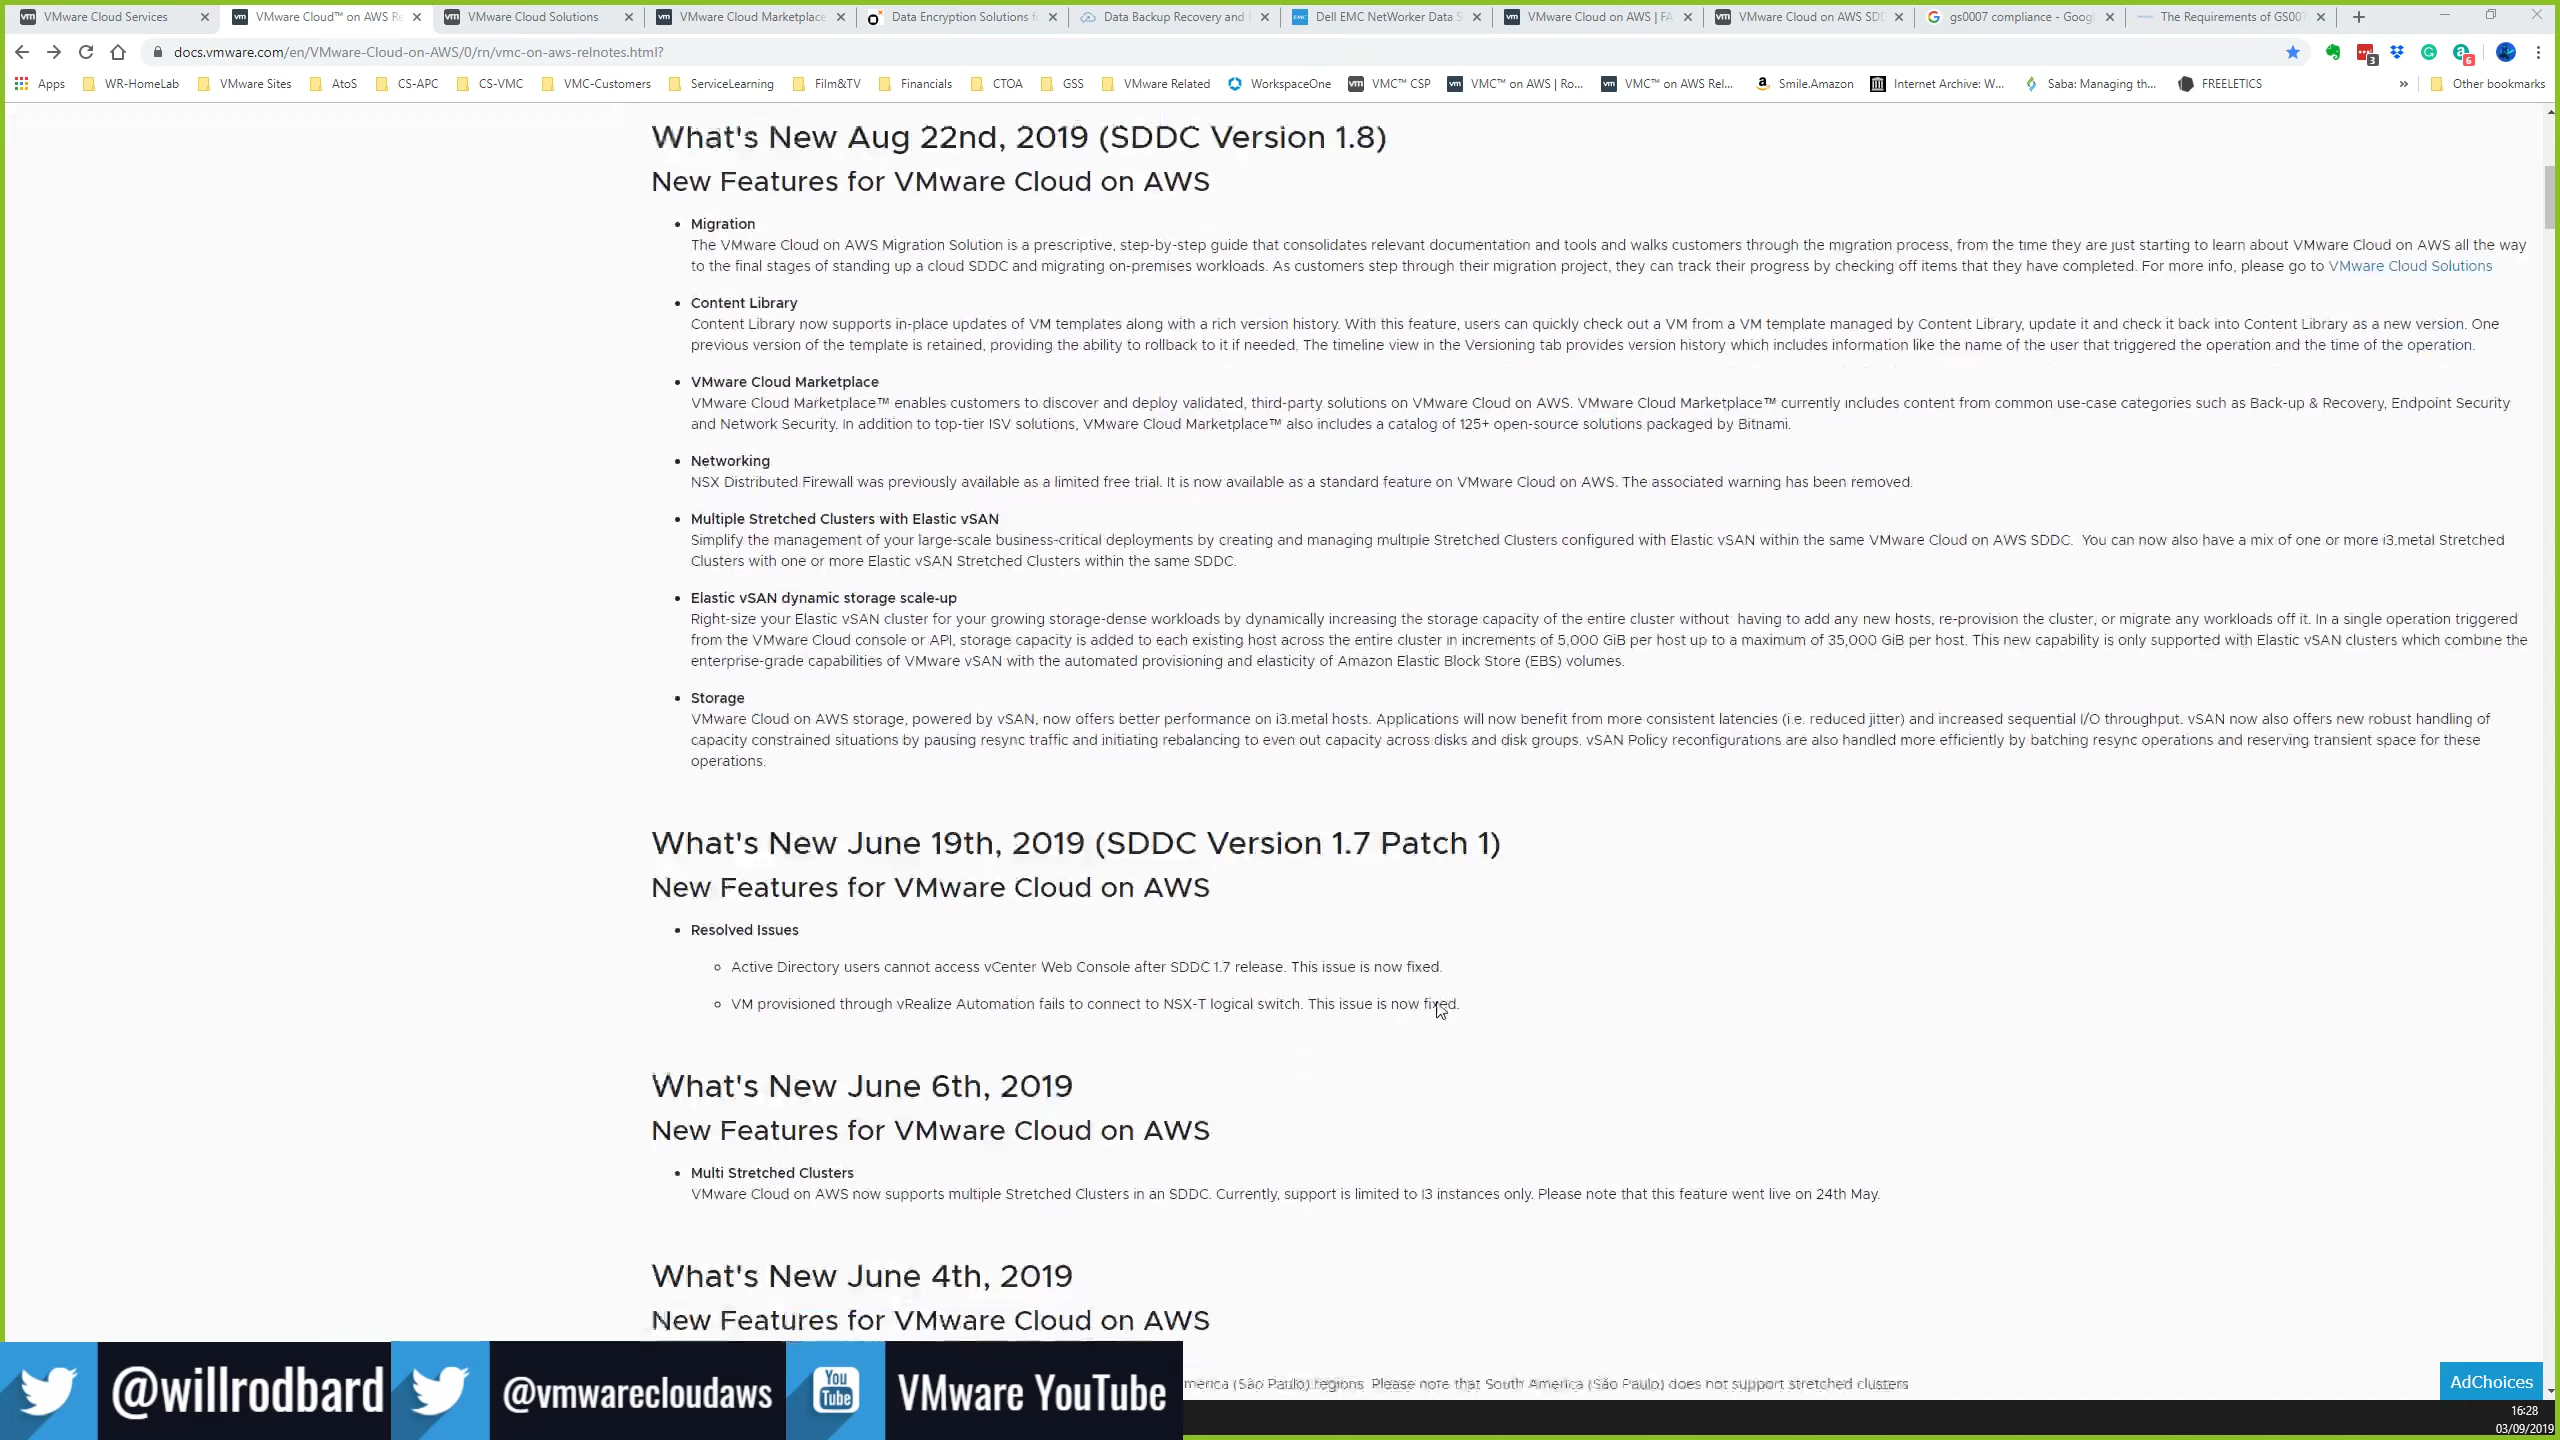 VMware Cloud Services
VMware Cloud™ on AWS Re
VMware Cloud Solutions
VMware Cloud Marketplace
Data Encryption Solutions fo
Data Backup Recovery and
Dell EMC NetWorker Data S
VMware Cloud on AWS | FA
VMware Cloud on AWS SDD
gs0007 compliance - Goog
The Requirements of GS007
docs.vmware.com/en/VMware-Cloud-on-AWS/0/rn/vmc-on-aws-relnotes.html?
3
6
Apps
WR-HomeLab
VMware Sites
AtoS
CS-APC
CS-VMC
VMC-Customers
ServiceLearning
Film&TV
Financials
CTOA
GSS
VMware Related
WorkspaceOne
VMC™ CSP
VMC™ on AWS | Ro...
VMC™ on AWS Rel...
Smile.Amazon
Internet Archive: W...
Saba: Managing th...
FREELETICS
»
Other bookmarks
What's New Aug 22nd, 2019 (SDDC Version 1.8)
New Features for VMware Cloud on AWS
• Migration
The VMware Cloud on AWS Migration Solution is a prescriptive, step-by-step guide that consolidates relevant documentation and tools and walks customers through the migration process, from the time they are just starting to learn about VMware Cloud on AWS all the way
to the final stages of standing up a cloud SDDC and migrating on-premises workloads. As customers step through their migration project, they can track their progress by checking off items that they have completed. For more info, please go to VMware Cloud Solutions
• Content Library
Content Library now supports in-place updates of VM templates along with a rich version history. With this feature, users can quickly check out a VM from a VM template managed by Content Library, update it and check it back into Content Library as a new version. One
previous version of the template is retained, providing the ability to rollback to it if needed. The timeline view in the Versioning tab provides version history which includes information like the name of the user that triggered the operation and the time of the operation.
• VMware Cloud Marketplace
VMware Cloud Marketplace™ enables customers to discover and deploy validated, third-party solutions on VMware Cloud on AWS. VMware Cloud Marketplace™ currently includes content from common use-case categories such as Back-up & Recovery, Endpoint Security
and Network Security. In addition to top-tier ISV solutions, VMware Cloud Marketplace™ also includes a catalog of 125+ open-source solutions packaged by Bitnami.
• Networking
NSX Distributed Firewall was previously available as a limited free trial. It is now available as a standard feature on VMware Cloud on AWS. The associated warning has been removed.
• Multiple Stretched Clusters with Elastic vSAN
Simplify the management of your large-scale business-critical deployments by creating and managing multiple Stretched Clusters configured with Elastic vSAN within the same VMware Cloud on AWS SDDC. You can now also have a mix of one or more i3.metal Stretched
Clusters with one or more Elastic vSAN Stretched Clusters within the same SDDC.
• Elastic vSAN dynamic storage scale-up
Right-size your Elastic vSAN cluster for your growing storage-dense workloads by dynamically increasing the storage capacity of the entire cluster without having to add any new hosts, re-provision the cluster, or migrate any workloads off it. In a single operation triggered
from the VMware Cloud console or API, storage capacity is added to each existing host across the entire cluster in increments of 5,000 GiB per host up to a maximum of 35,000 GiB per host. This new capability is only supported with Elastic vSAN clusters which combine the
enterprise-grade capabilities of VMware vSAN with the automated provisioning and elasticity of Amazon Elastic Block Store (EBS) volumes.
• Storage
VMware Cloud on AWS storage, powered by vSAN, now offers better performance on i3.metal hosts. Applications will now benefit from more consistent latencies (i.e. reduced jitter) and increased sequential I/O throughput. vSAN now also offers new robust handling of
capacity constrained situations by pausing resync traffic and initiating rebalancing to even out capacity across disks and disk groups. vSAN Policy reconfigurations are also handled more efficiently by batching resync operations and reserving transient space for these
operations.
What's New June 19th, 2019 (SDDC Version 1.7 Patch 1)
New Features for VMware Cloud on AWS
• Resolved Issues
◦ Active Directory users cannot access vCenter Web Console after SDDC 1.7 release. This issue is now fixed.
◦ VM provisioned through vRealize Automation fails to connect to NSX-T logical switch. This issue is now fixed.
What's New June 6th, 2019
New Features for VMware Cloud on AWS
• Multi Stretched Clusters
VMware Cloud on AWS now supports multiple Stretched Clusters in an SDDC. Currently, support is limited to I3 instances only. Please note that this feature went live on 24th May.
What's New June 4th, 2019
New Features for VMware Cloud on AWS
merica (São Paulo) regions. Please note that South America (São Paulo) does not support stretched clusters
@willrodbard
@vmwarecloudaws
You Tube
VMware YouTube
AdChoices
16:28
03/09/2019